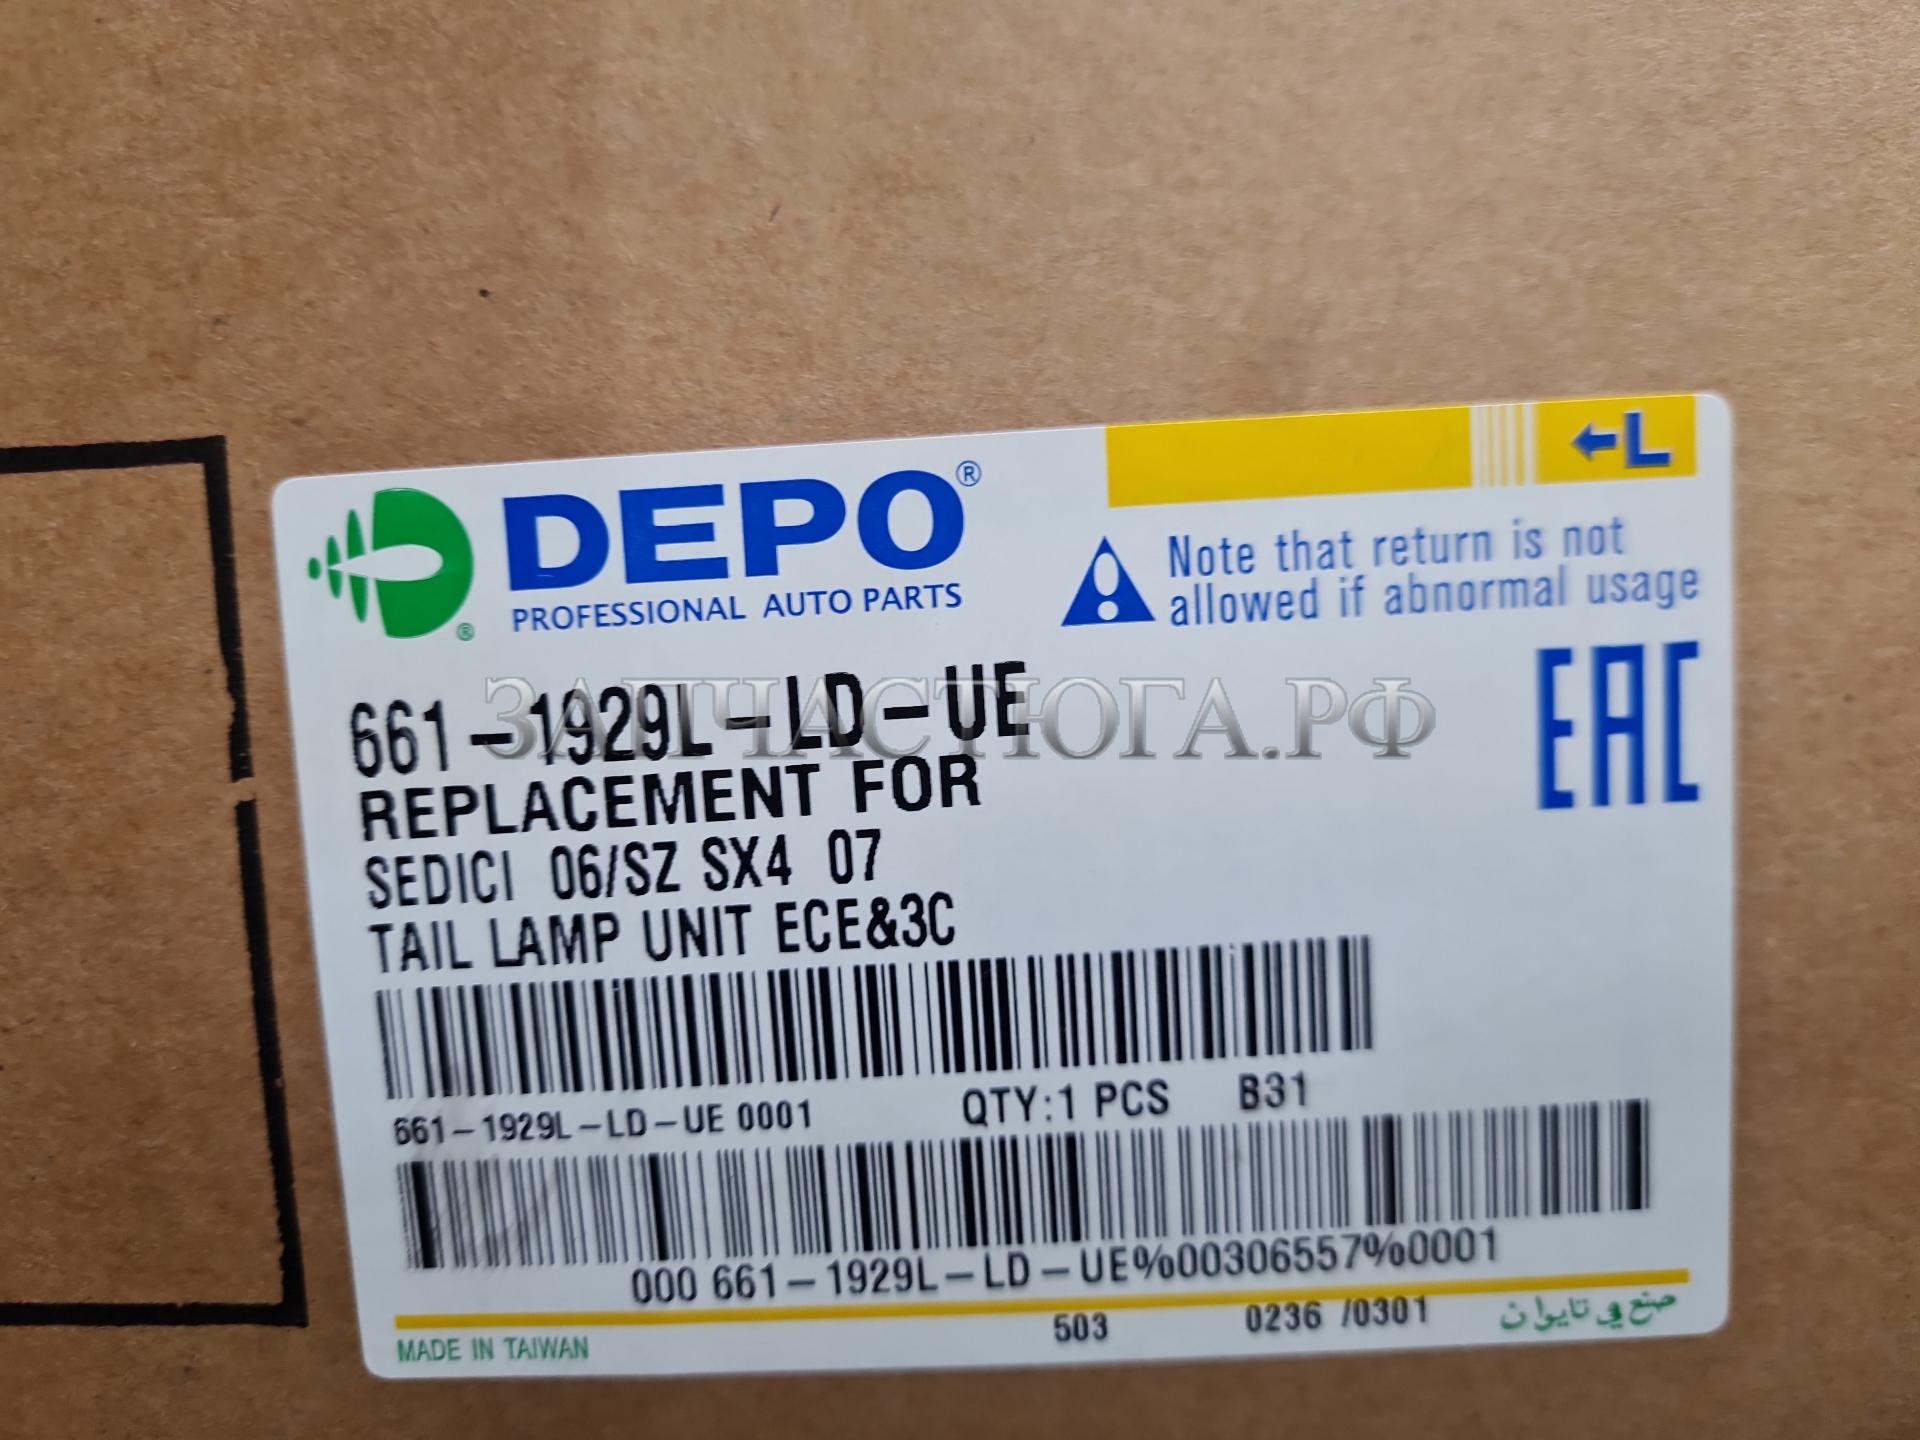 L
DEPO®
PROFESSIONAL AUTO PARTS
®
Note that return is not
allowed if abnormal usage
661-1929L-LD-UE
ЗАПЧАСТЮГА.РФ
EAC
REPLACEMENT FOR
SEDICI 06/SZ SX4 07
TAIL LAMP UNIT ECE&3C
661-1929L-LD-UE 0001 QTY:1 PCS B31
000 661-1929L-LD-UE%00306557%0001
MADE IN TAIWAN 503 0236 /0301 صنع في تايوان